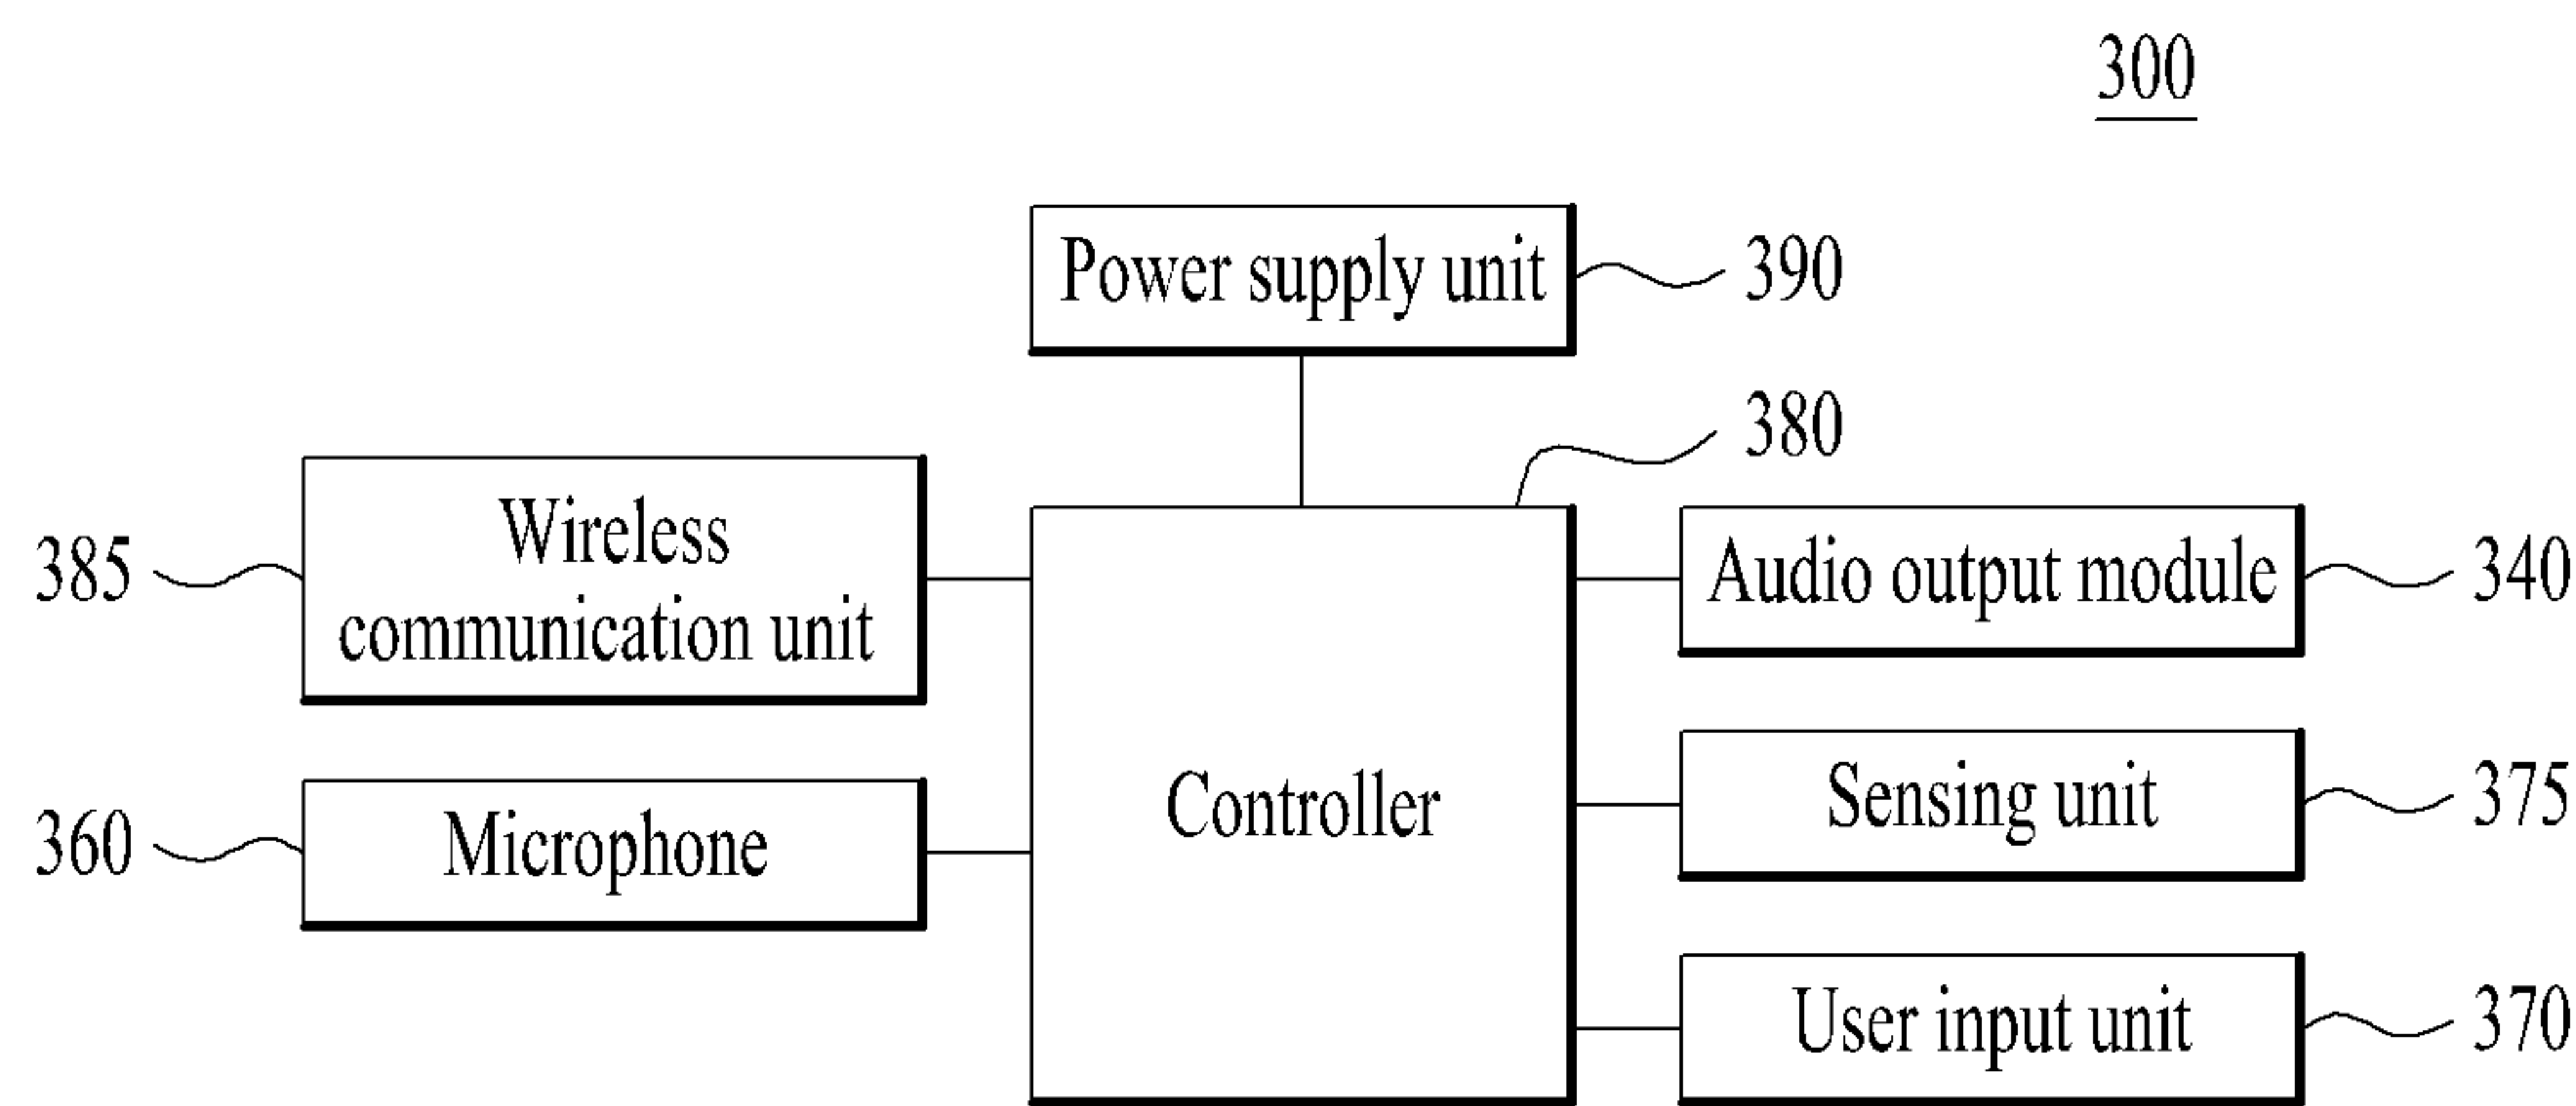 300
Power supply unit
390
380
385
Wireless
communication unit
Audio output module
340
360
Microphone
Controller
Sensing unit
375
User input unit
370